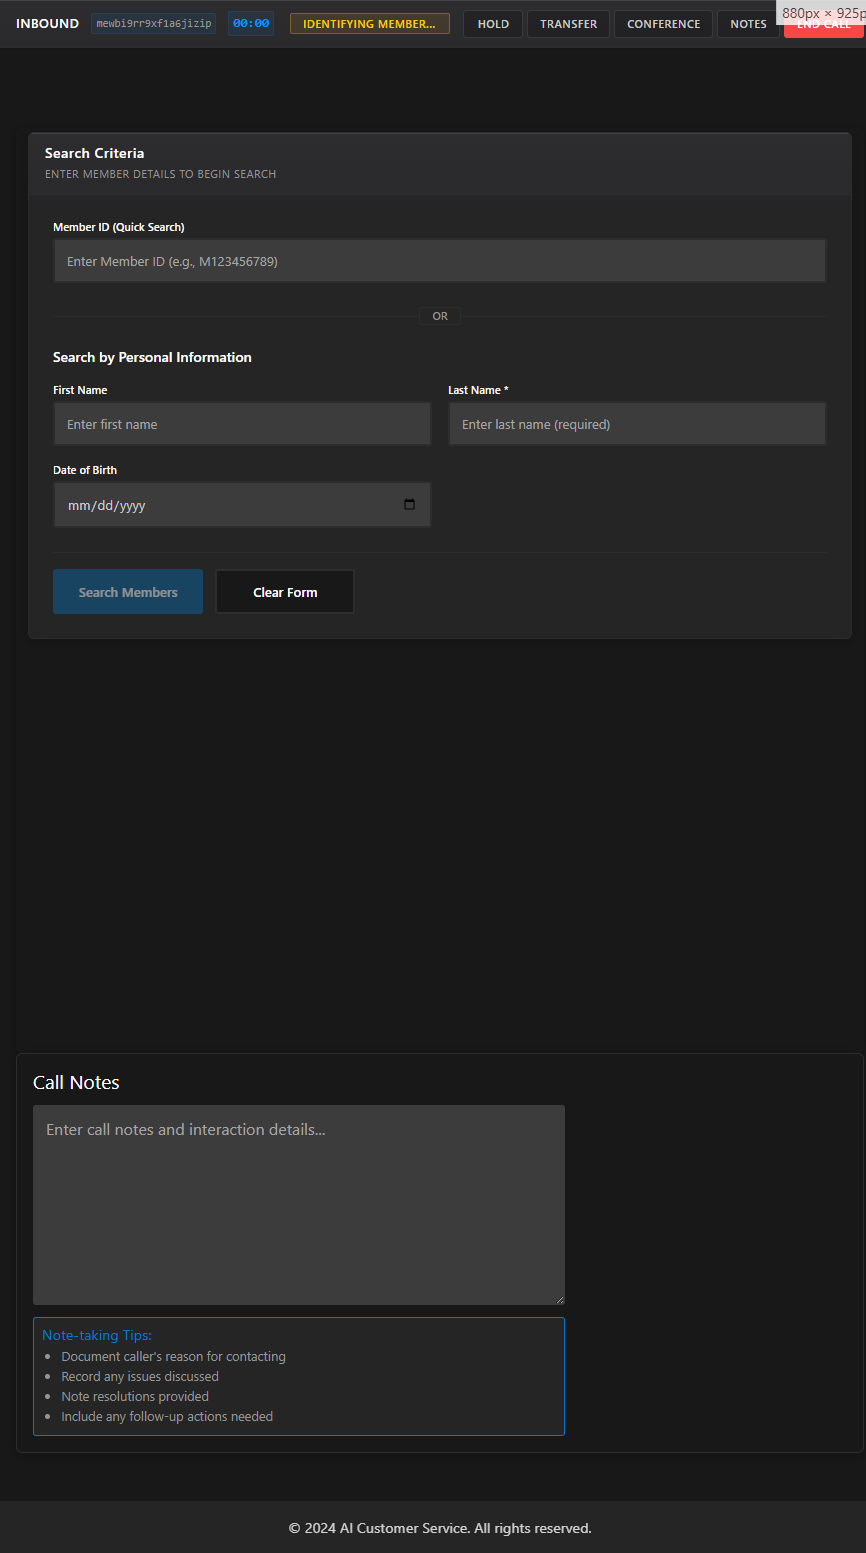 INBOUND mewbi9rr9xf1a6jizip 00:00 IDENTIFYING MEMBER... HOLD TRANSFER CONFERENCE NOTES END CALL
880px × 925p
Search Criteria
ENTER MEMBER DETAILS TO BEGIN SEARCH
Member ID (Quick Search)
Enter Member ID (e.g., M123456789)
OR
Search by Personal Information
First Name Last Name *
Enter first name Enter last name (required)
Date of Birth
mm/dd/yyyy
Search Members Clear Form
Call Notes
Enter call notes and interaction details...
Note-taking Tips:
• Document caller's reason for contacting
• Record any issues discussed
• Note resolutions provided
• Include any follow-up actions needed
© 2024 AI Customer Service. All rights reserved.